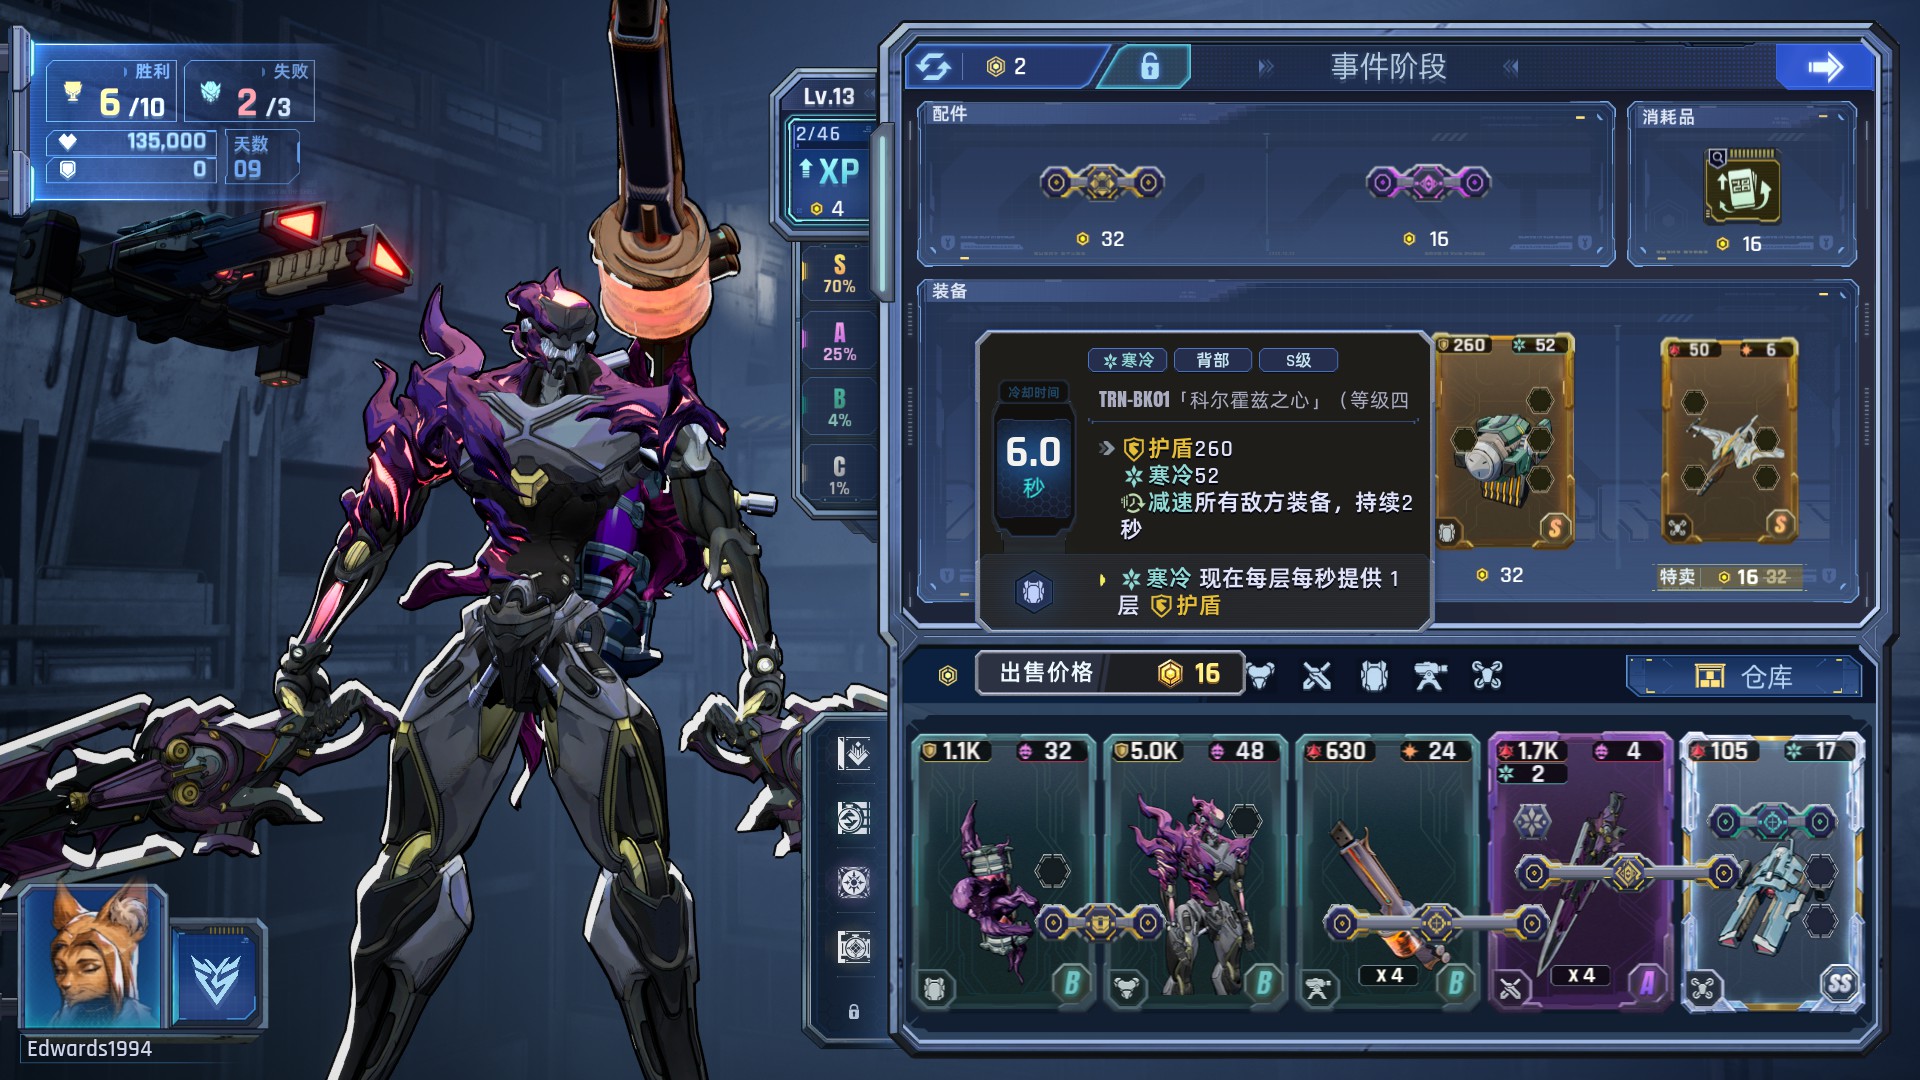 胜利
6/10
失败
2/3
135,000
0
天数
09
Lv.13
2/46
XP
4
S
70%
A
25%
B
4%
C
1%
2
事件阶段
配件
32
16
消耗品
16
装备
寒冷
背部
S级
TRN-BK01「科尔霍兹之心」（等级四
冷却时间
6.0
秒
护盾260
寒冷52
减速所有敌方装备，持续2
秒
寒冷 现在每层每秒提供 1
层 护盾
260
52
S
32
50
6
S
特卖
16 32
出售价格
16
仓库
1.1K
32
B
5.0K
48
B
630
24
x4
B
1.7K
4
2
x4
A
105
17
SS
Edwards1994